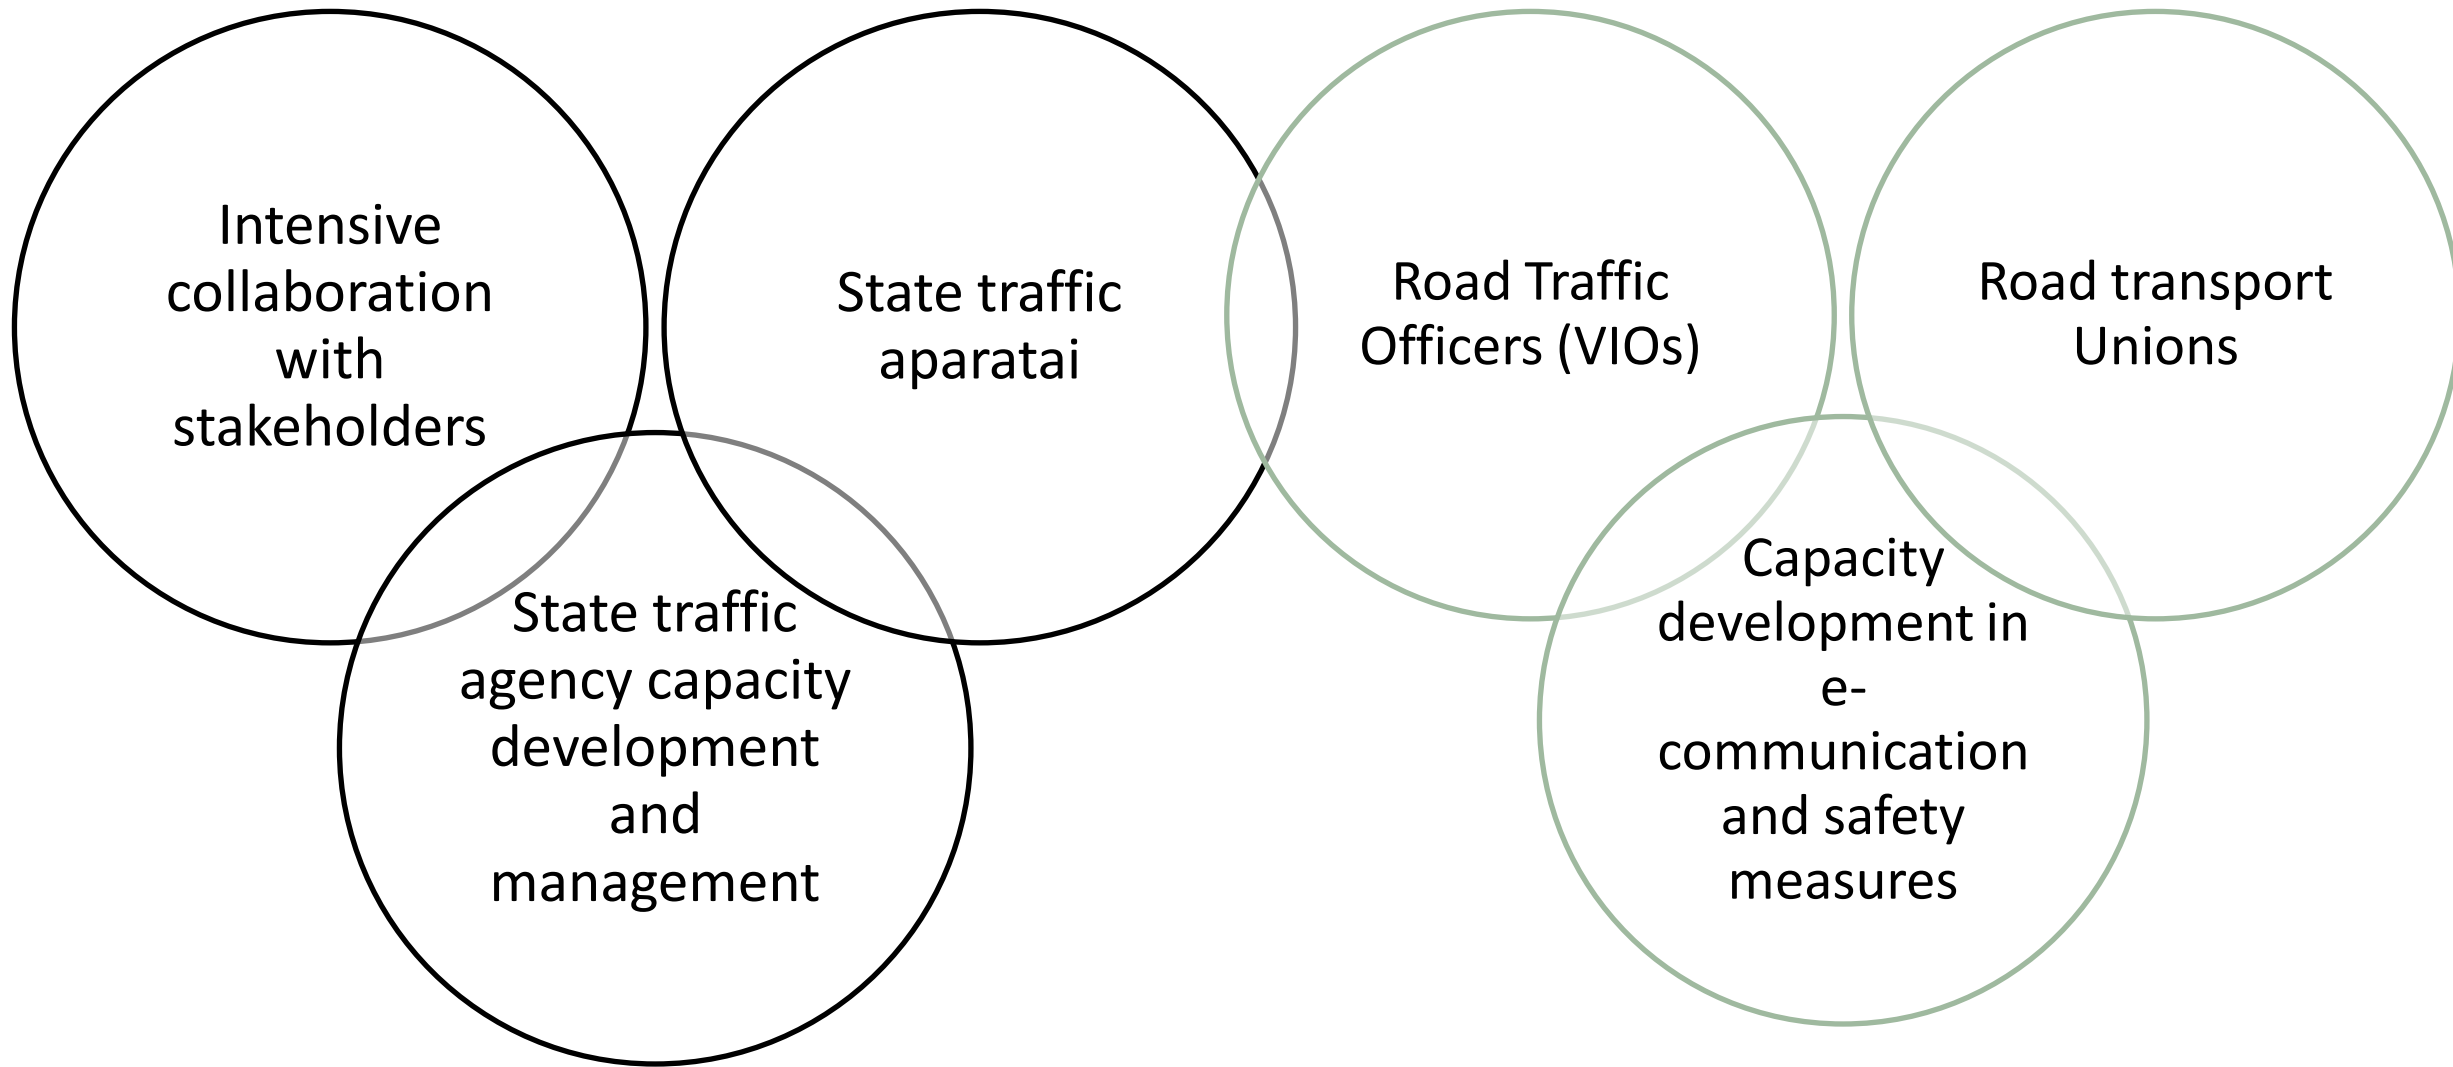 Intensive
collaboration
with
stakeholders
State traffic
agency capacity
development
and
management
State traffic
aparatai
Road Traffic
Officers (VIOs)
Capacity
development in
e-
communication
and safety
measures
Road transport
Unions